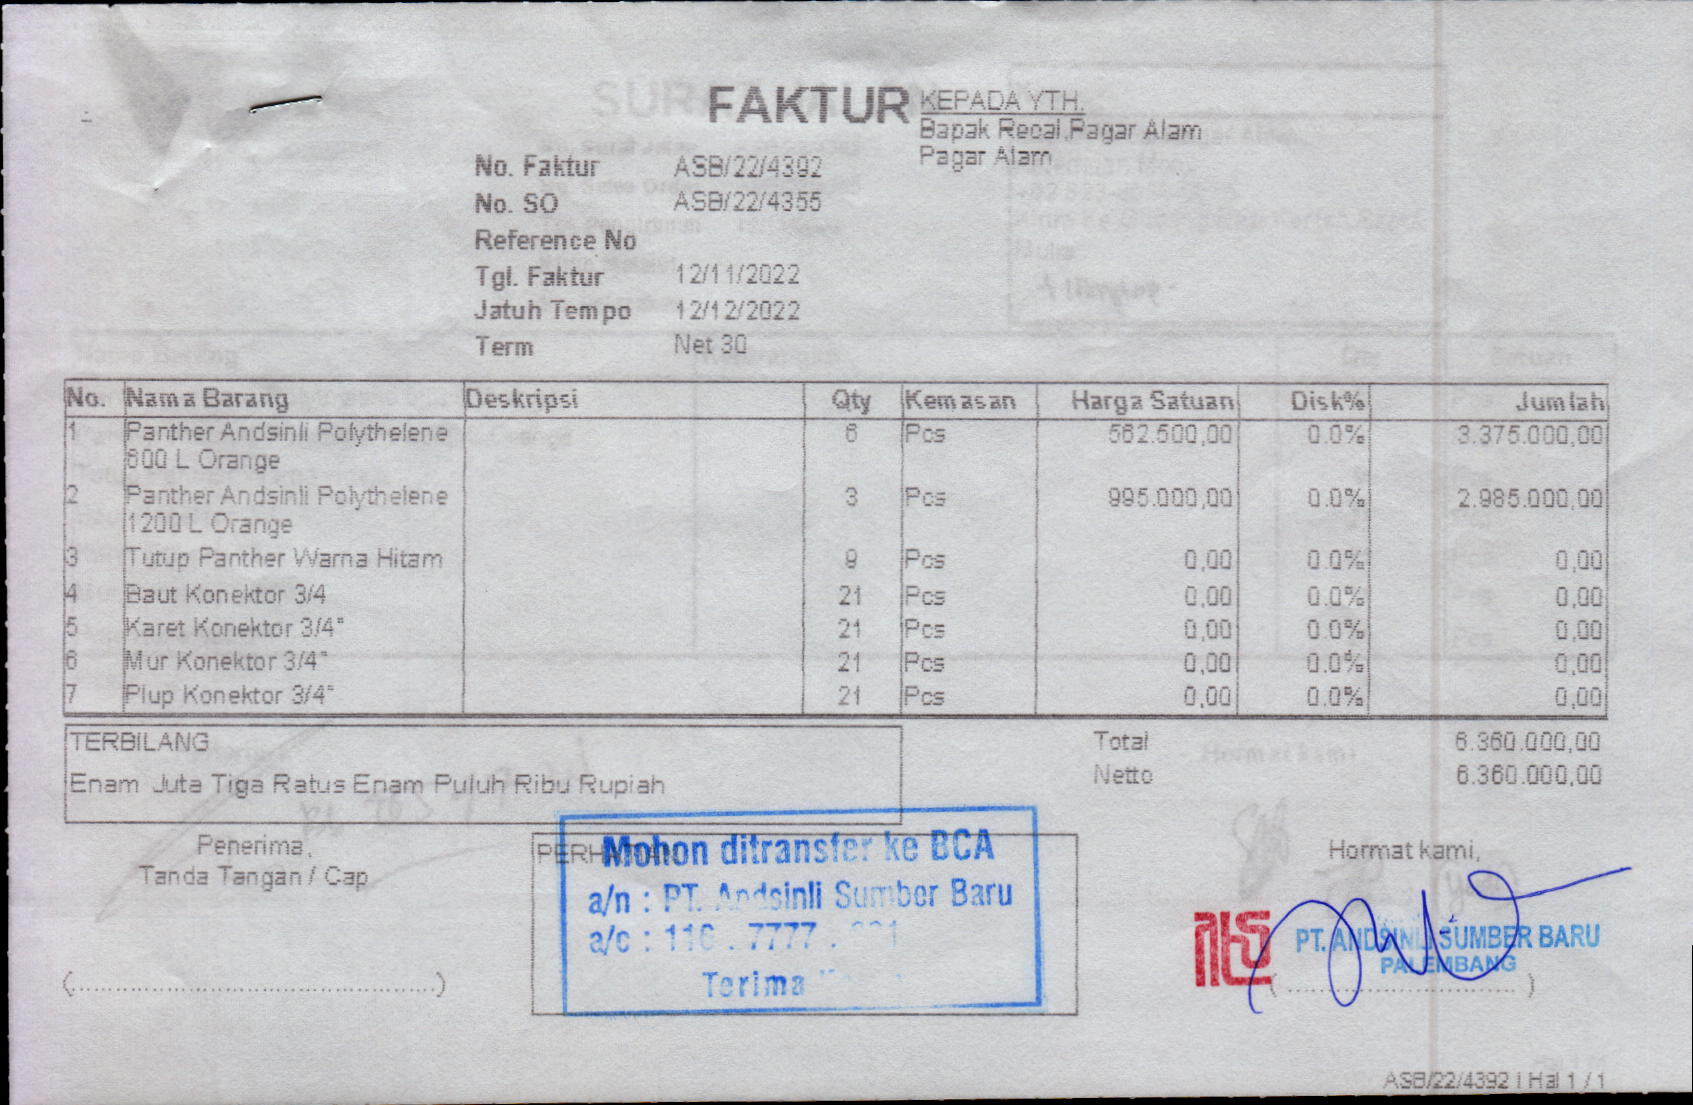 FAKTUR
KEPADA YTH.
Bapak Recal,Pagar Alam
Pagar Alam
No. Faktur ASB/22/4392
No. SO ASB/22/4355
Reference No
Tgl. Faktur 12/11/2022
Jatuh Tempo 12/12/2022
Term Net 30
No. Nama Barang Deskripsi Qty Kemasan Harga Satuan Disk% Jumlah
1 Panther Andsinli Polythelene 6 Pcs 562.500,00 0.0% 3.375.000,00
600 L Orange
2 Panther Andsinli Polythelene 3 Pcs 995.000,00 0.0% 2.985.000,00
1200 L Orange
3 Tutup Panther Warna Hitam 9 Pcs 0,00 0.0% 0,00
4 Baut Konektor 3/4 21 Pcs 0,00 0.0% 0,00
5 Karet Konektor 3/4" 21 Pcs 0,00 0.0% 0,00
6 Mur Konektor 3/4" 21 Pcs 0,00 0.0% 0,00
7 Plup Konektor 3/4" 21 Pcs 0,00 0.0% 0,00
TERBILANG
Enam Juta Tiga Ratus Enam Puluh Ribu Rupiah
Total 6.360.000,00
Netto 6.360.000,00
Penerima,
Tanda Tangan / Cap
(............................................)
Mohon ditransfer ke BCA
a/n : PT. Andsinli Sumber Baru
a/c : 7777 .
Terima
Hormat kami,
PT. ANDSINLI SUMBER BARU
PALEMBANG
(..............................)
ASB/22/4392 | Hal 1 / 1